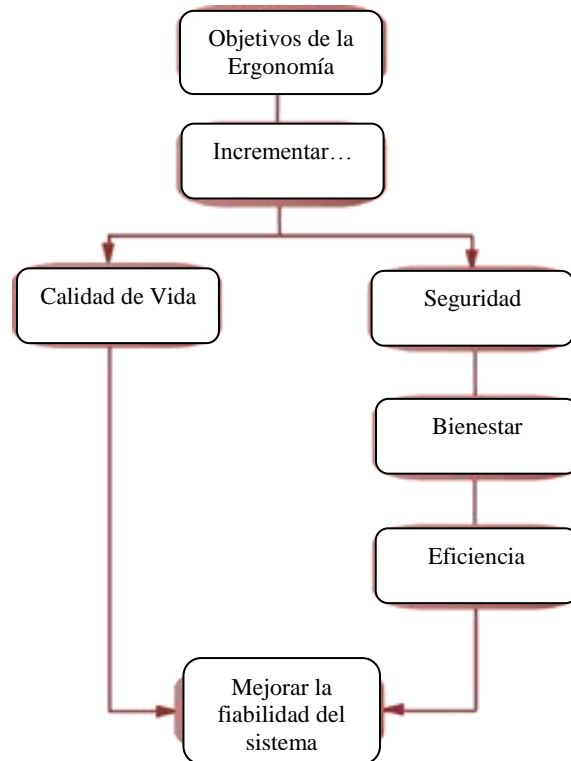 Objetivos de la
Ergonomía
Incrementar…
Calidad de Vida
Seguridad
Bienestar
Eficiencia
Mejorar la
fiabilidad del
sistema